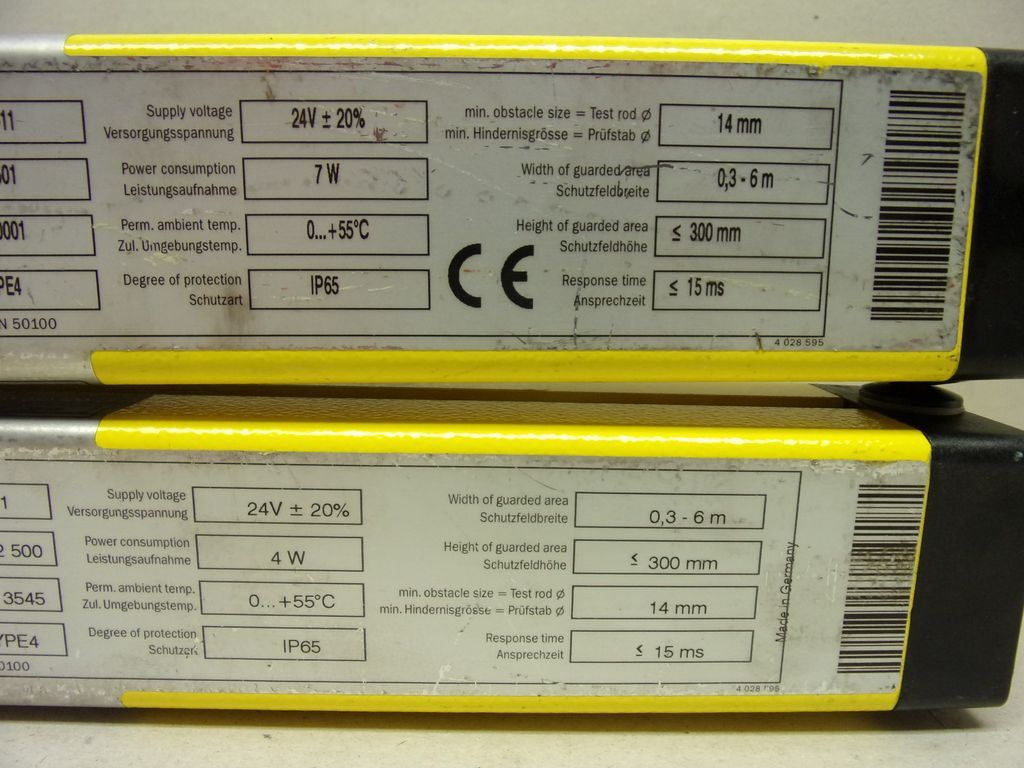 11
Supply voltage
Versorgungsspannung
24V ± 20%
min. obstacle size = Test rod ø
min. Hindernisgrösse = Prüfstab ø
14 mm
01
Power consumption
Leistungsaufnahme
7 W
Width of guarded area
Schutzfeldbreite
0,3 - 6 m
0001
Perm. ambient temp.
Zul. Umgebungstemp.
0...+55°C
Height of guarded area
Schutzfeldhöhe
≤ 300 mm
PE4
Degree of protection
Schutzart
IP65
CE
Response time
Ansprechzeit
≤ 15 ms
N 50100
4 028 595
1
Supply voltage
Versorgungsspannung
24V ± 20%
Width of guarded area
Schutzfeldbreite
0,3 - 6 m
2 500
Power consumption
Leistungsaufnahme
4 W
Height of guarded area
Schutzfeldhöhe
≤ 300 mm
3545
Perm. ambient temp.
Zul. Umgebungstemp.
0...+55°C
min. obstacle size = Test rod ø
min. Hindernisgrösse = Prüfstab ø
14 mm
YPE4
Degree of protection
Schutzart
IP65
Response time
Ansprechzeit
≤ 15 ms
0100
4 028 595
Made in Germany